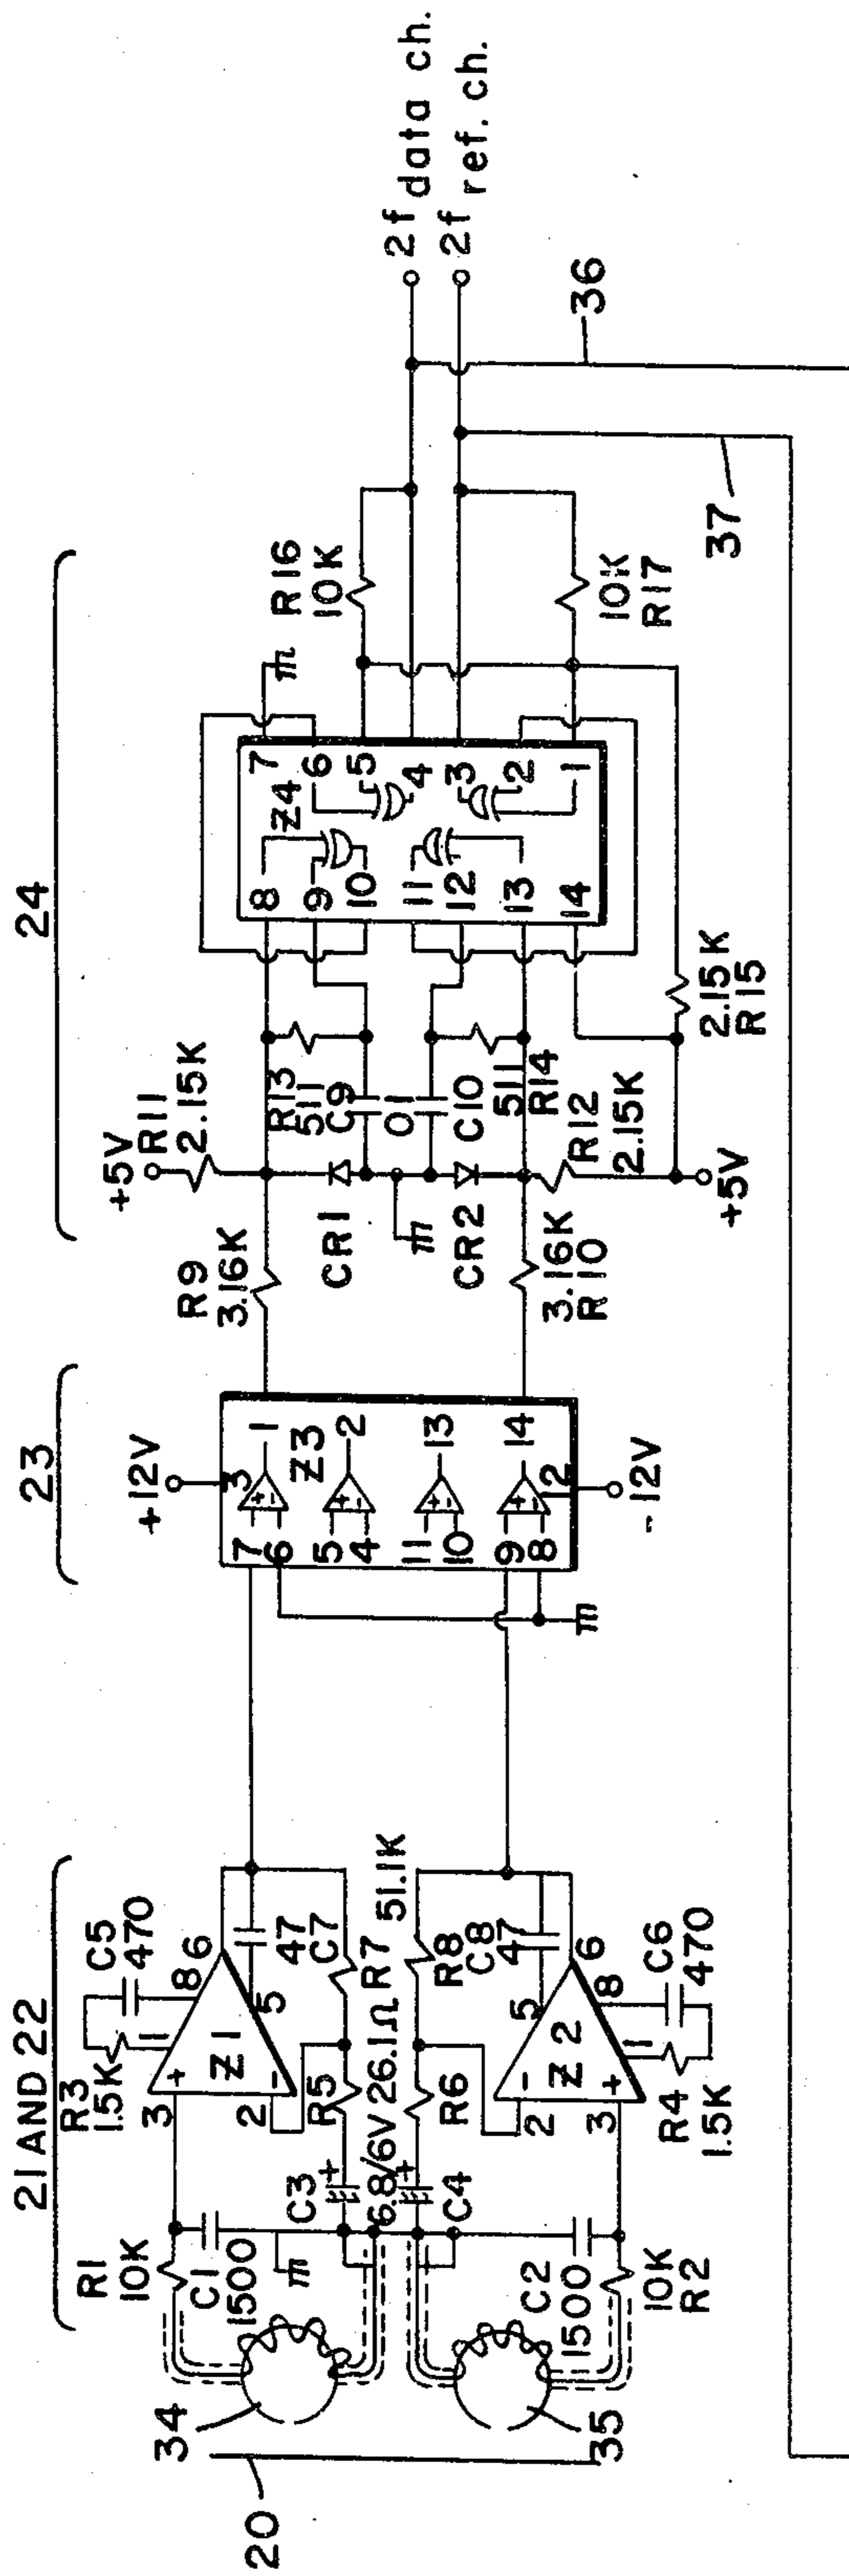 21 AND 22
23
24
R1
10K
C1
1500
34
20
35
C2
1500
10K
R2
R3
1.5K
C5
470
3
+
1
8
6
Z1
2
-
5
47
C7
R5
R7
C3
+
6.8/6V
26.1Ω
51.1K
+
C4
R6
R8
C8
47
2
-
5
Z2
6
3
+
1
8
R4
1.5K
C6
470
+12V
3
7
+
-
1
6
Z3
5
+
-
2
4
11
+
-
13
10
9
+
-
14
8
2
-12V
R9
3.16K
3.16K
R10
+5V
R11
2.15K
CR1
CR2
R13
511
C9
.01
C10
511
R14
R12
2.15K
+5V
8
Z4
7
9
6
10
5
4
11
3
12
2
13
1
14
2.15K
R15
R16
10K
10K
R17
2f data ch.
2f ref. ch.
36
37